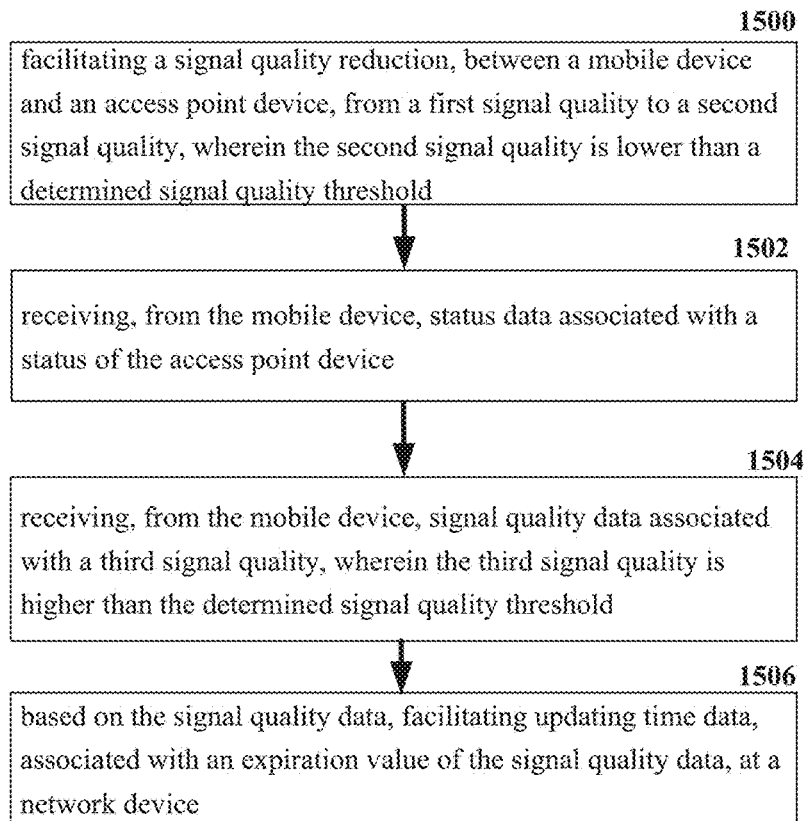 1500
facilitating a signal quality reduction, between a mobile device
and an access point device, from a first signal quality to a second
signal quality, wherein the second signal quality is lower than a
determined signal quality threshold
1502
receiving, from the mobile device, status data associated with a
status of the access point device
1504
receiving, from the mobile device, signal quality data associated
with a third signal quality, wherein the third signal quality is
higher than the determined signal quality threshold
1506
based on the signal quality data, facilitating updating time data,
associated with an expiration value of the signal quality data, at a
network device